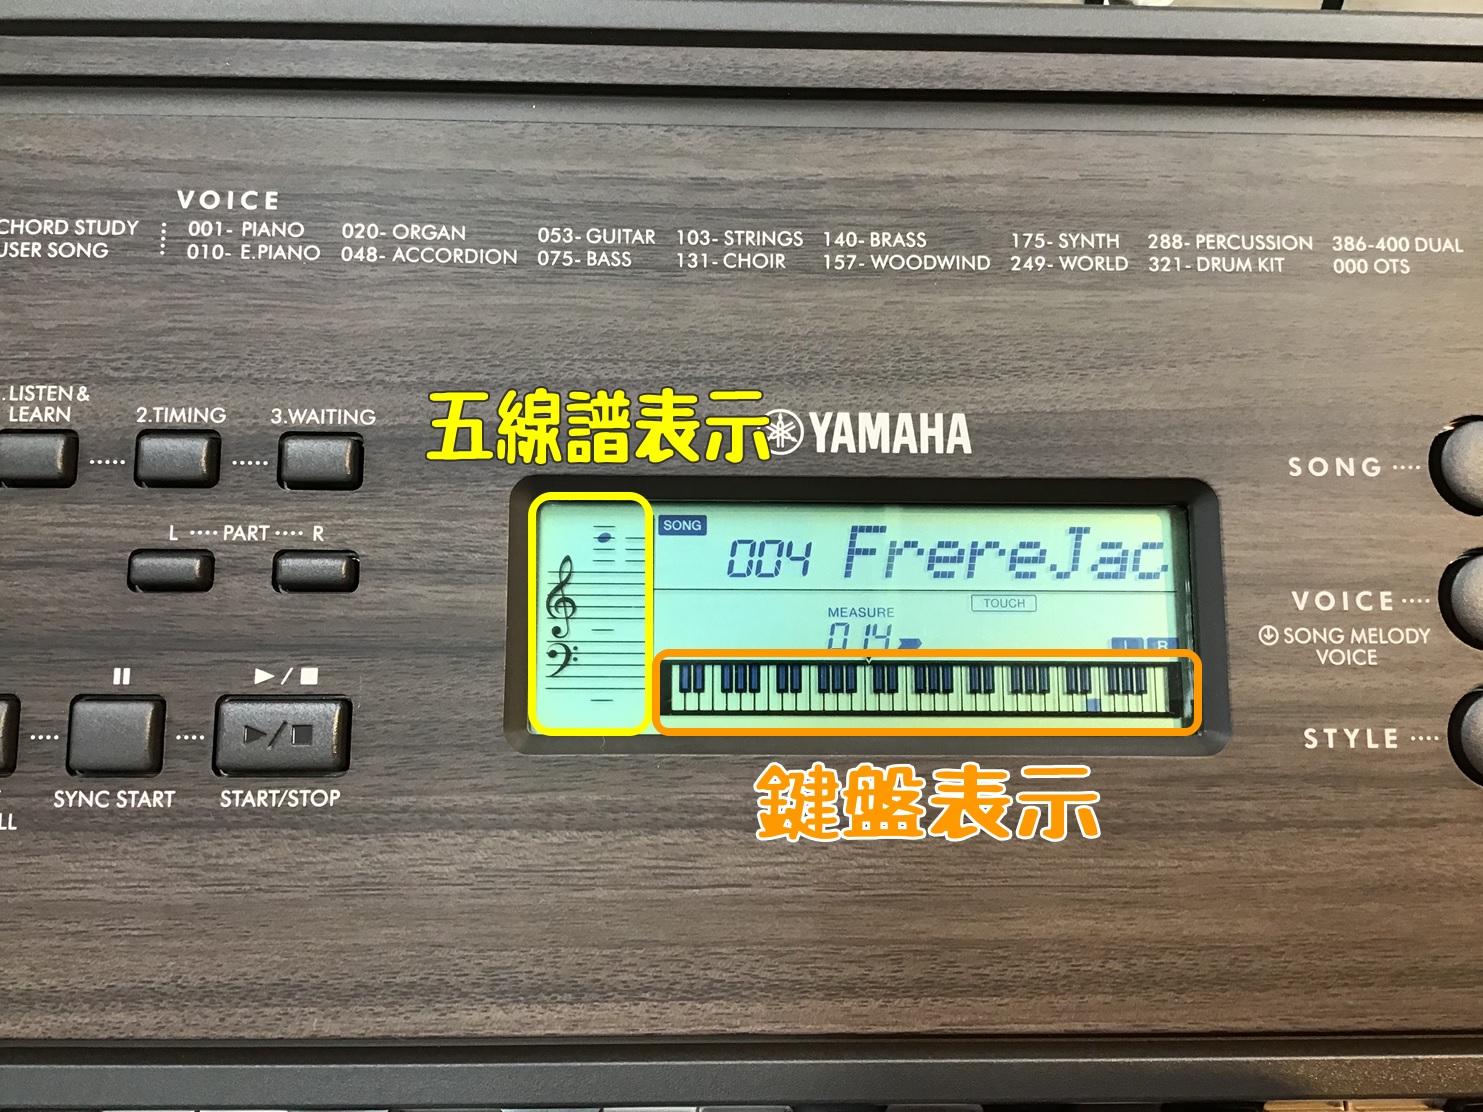 VOICE
CHORD STUDY
USER SONG
001- PIANO
010- E.PIANO
020- ORGAN
048- ACCORDION
053- GUITAR
075- BASS
103- STRINGS
131- CHOIR
140- BRASS
157- WOODWIND
175- SYNTH
249- WORLD
288- PERCUSSION
321- DRUM KIT
386-400 DUAL
000 OTS
.LISTEN &
LEARN
2.TIMING
3.WAITING
五線譜表示
YAMAHA
L PART R
SONG
004 FrereJac
TOUCH
MEASURE
014
L R
鍵盤表示
SYNC START
START/STOP
LL
SONG
VOICE
SONG MELODY
VOICE
STYLE